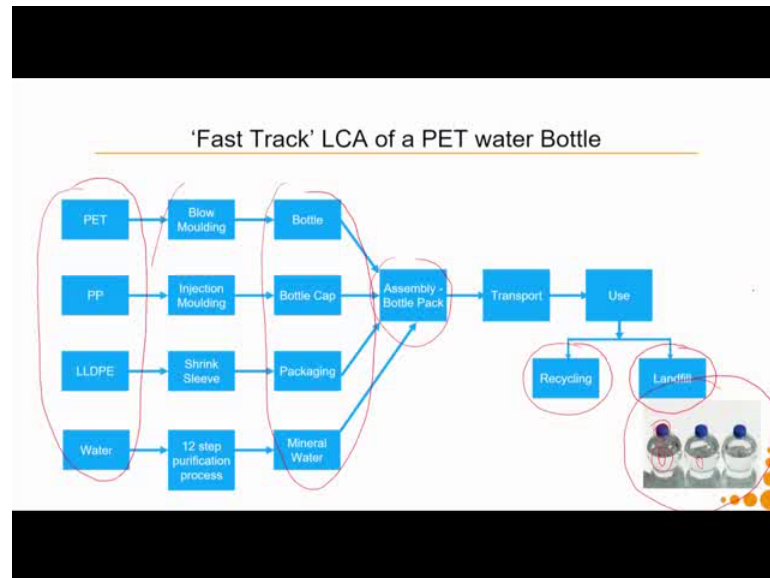 'Fast Track' LCA of a PET water Bottle
PET
Blow
Moulding
Bottle
PP
Injection
Moulding
Bottle Cap
Assembly -
Bottle Pack
Transport
Use
LLDPE
Shrink
Sleeve
Packaging
Recycling
Landfill
Water
12 step
purification
process
Mineral
Water